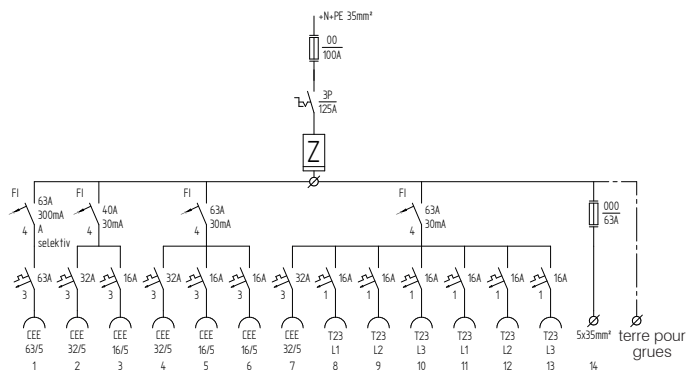 +N+PE 35mm²
00
100A
3P
125A
Z
FI
63A
300mA
A
selektiv
4
FI
40A
30mA
4
FI
63A
30mA
4
FI
63A
30mA
4
000
63A
63A
3
32A
3
16A
3
32A
3
16A
3
16A
3
32A
3
16A
1
16A
1
16A
1
16A
1
16A
1
16A
1
CEE CEE CEE CEE CEE CEE CEE T23 T23 T23 T23 T23 T23 5x35mm² terre pour
63/5 32/5 16/5 32/5 16/5 16/5 32/5 L1 L2 L3 L1 L2 L3 grues
1 2 3 4 5 6 7 8 9 10 11 12 13 14